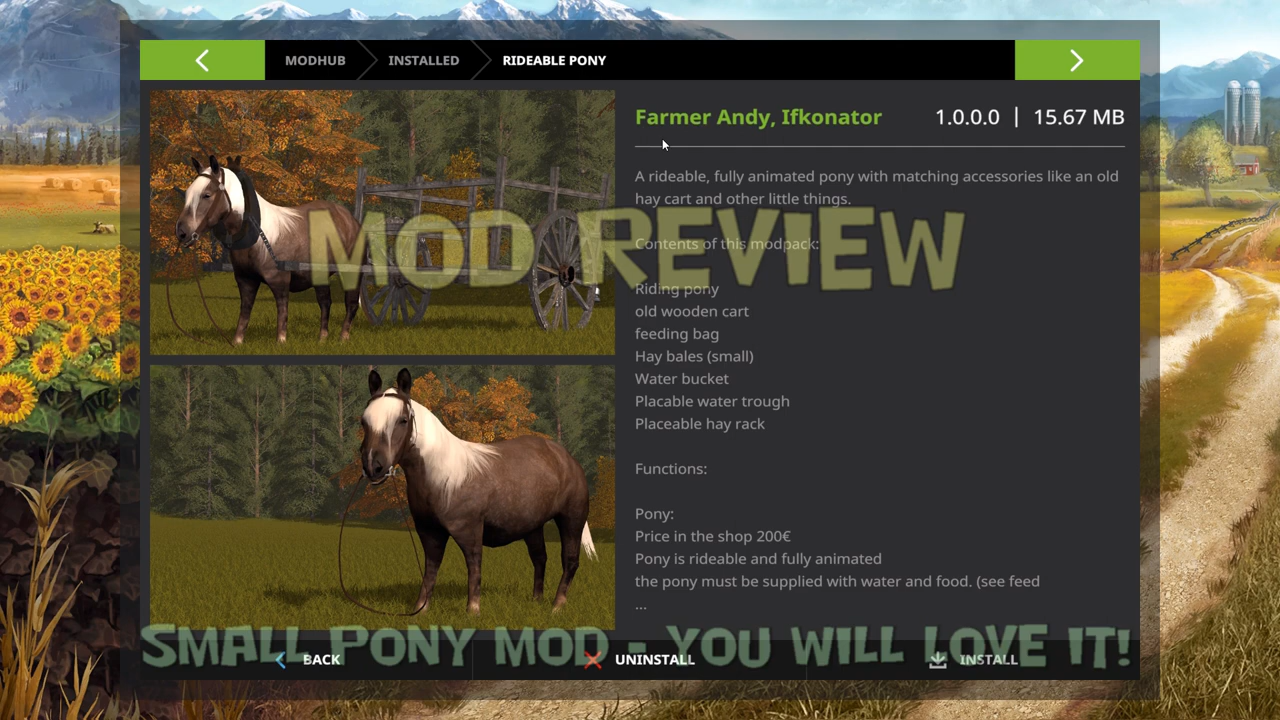 MODHUB INSTALLED RIDEABLE PONY
Farmer Andy, Ifkonator 1.0.0.0 | 15.67 MB
A rideable, fully animated pony with matching accessories like an old
hay cart and other little things.
MOD REVIEW
Contents of this modpack:
Riding pony
old wooden cart
feeding bag
Hay bales (small)
Water bucket
Placable water trough
Placeable hay rack
Functions:
Pony:
Price in the shop 200€
Pony is rideable and fully animated
the pony must be supplied with water and food. (see feed
...
SMALL PONY MOD - YOU WILL LOVE IT!
BACK UNINSTALL INSTALL